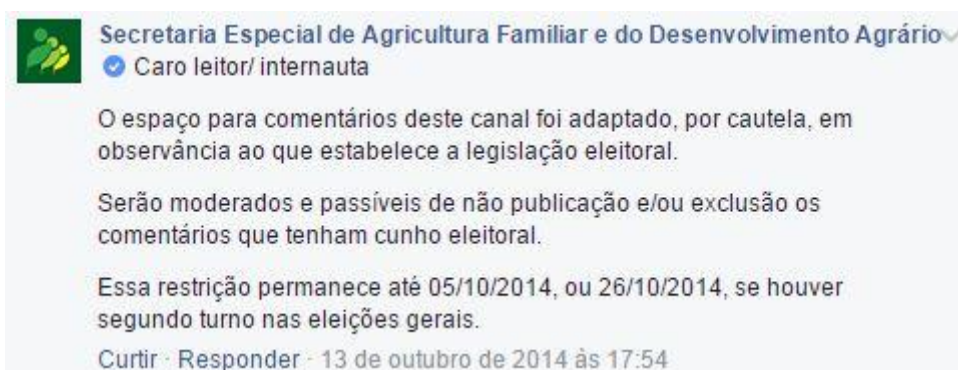 Secretaria Especial de Agricultura Familiar e do Desenvolvimento Agrário
Caro leitor/ internauta
O espaço para comentários deste canal foi adaptado, por cautela, em
observância ao que estabelece a legislação eleitoral.
Serão moderados e passíveis de não publicação e/ou exclusão os
comentários que tenham cunho eleitoral.
Essa restrição permanece até 05/10/2014, ou 26/10/2014, se houver
segundo turno nas eleições gerais.
Curtir · Responder · 13 de outubro de 2014 às 17:54